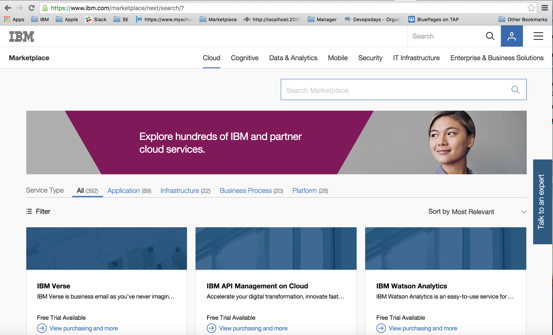 https://www.ibm.com/marketplace/next/search/?
Apps IBM Apple Slack SE https://www.mysche Marketplace http://localhost:200 Manager Devopsdays - Organ BluePages on TAP Other Bookmarks
IBM Search
Marketplace Cloud Cognitive Data & Analytics Mobile Security IT Infrastructure Enterprise & Business Solutions
Search Marketplace
Explore hundreds of IBM and partner
cloud services.
Talk to an expert
Service Type All (392) Application (89) Infrastructure (22) Business Process (20) Platform (28)
Filter Sort by Most Relevant
IBM Verse IBM API Management on Cloud IBM Watson Analytics
IBM Verse is business email as you've never imagin... Accelerate your digital transformation, innovate fast... IBM Watson Analytics is an easy-to-use service for ...
Free Trial Available Free Trial Available Free Trial Available
View purchasing and more View purchasing and more View purchasing and more